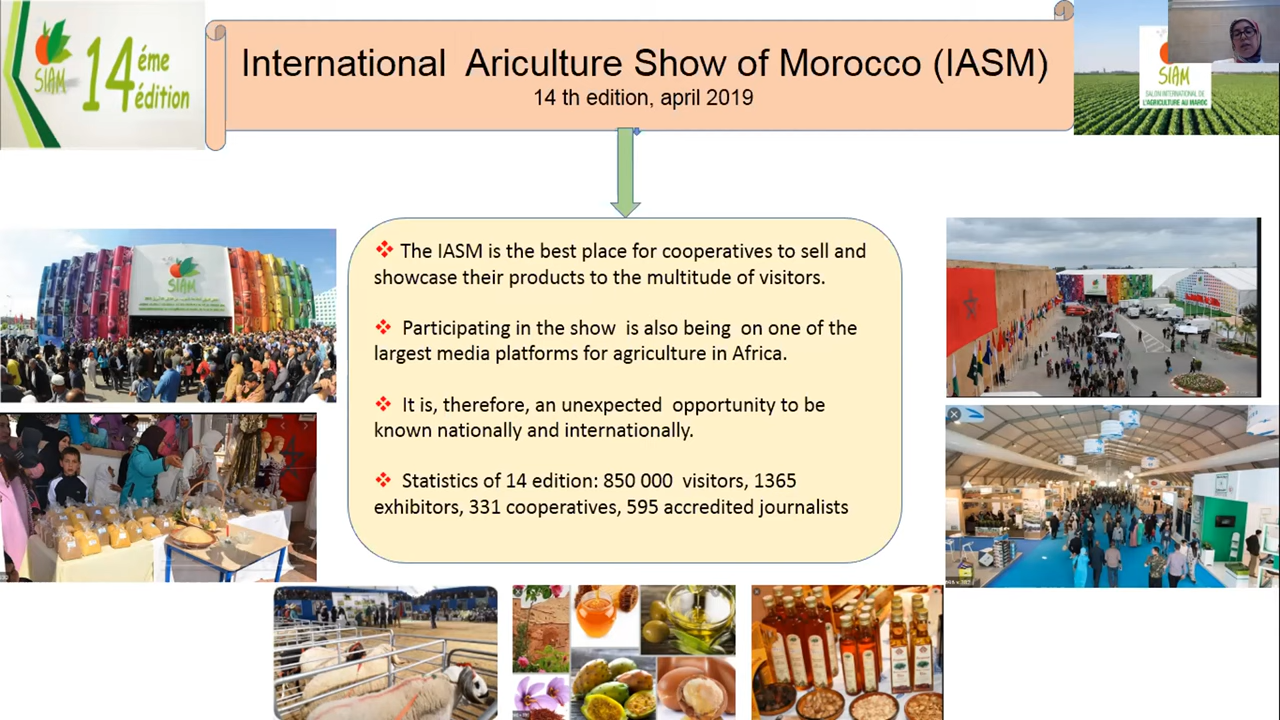 SIAM
14 éme
édition
International Ariculture Show of Morocco (IASM)
14 th edition, april 2019
SIAM
SALON INTERNATIONAL DE
L'AGRICULTURE AU MAROC
SIAM
❖ The IASM is the best place for cooperatives to sell and
showcase their products to the multitude of visitors.
❖ Participating in the show is also being on one of the
largest media platforms for agriculture in Africa.
❖ It is, therefore, an unexpected opportunity to be
known nationally and internationally.
❖ Statistics of 14 edition: 850 000 visitors, 1365
exhibitors, 331 cooperatives, 595 accredited journalists